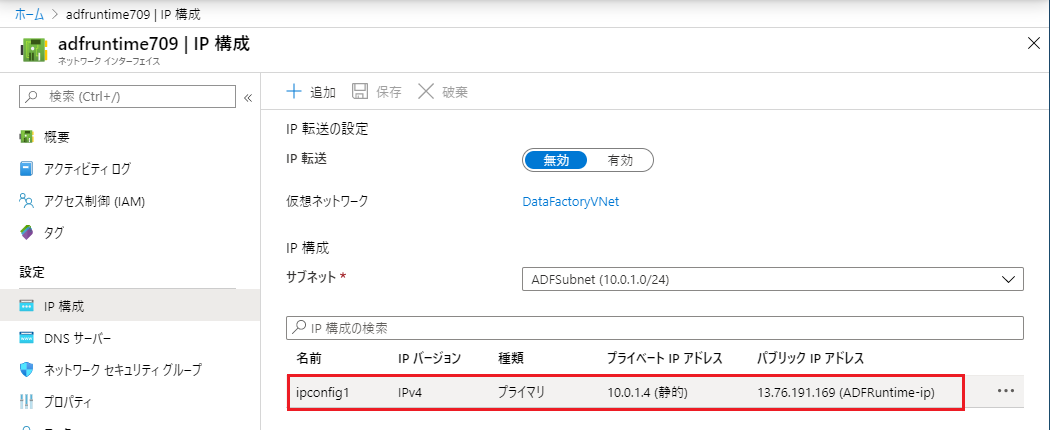 ホーム > adfruntime709 | IP 構成
adfruntime709 | IP 構成
ネットワーク インターフェイス
検索 (Ctrl+/)
概要
アクティビティ ログ
アクセス制御 (IAM)
タグ
設定
IP 構成
DNS サーバー
ネットワーク セキュリティ グループ
プロパティ
追加 保存 破棄
IP 転送の設定
IP 転送 無効 有効
仮想ネットワーク DataFactoryVNet
IP 構成
サブネット * ADFSubnet (10.0.1.0/24)
IP 構成の検索
名前 IP バージョン 種類 プライベート IP アドレス パブリック IP アドレス
ipconfig1 IPv4 プライマリ 10.0.1.4 (静的) 13.76.191.169 (ADFRuntime-ip)